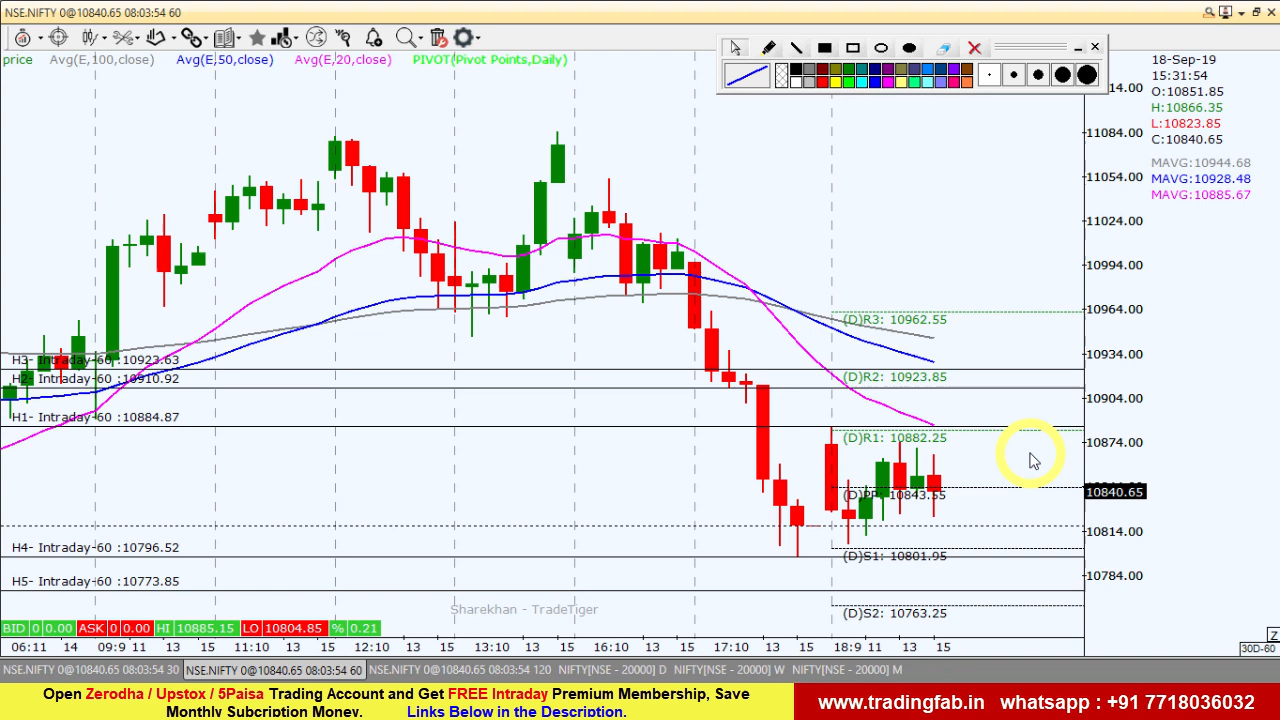 NSE.NIFTY 0@10840.65 08:03:54 60
price Avg(E,100,close) Avg(E,50,close) Avg(E,20,close) PIVOT(Pivot Points,Daily)
18-Sep-19
15:31:54
O:10851.85
H:10866.35
L:10823.85
C:10840.65
MAVG:10944.68
MAVG:10928.48
MAVG:10885.67
14.00
11084.00
11054.00
11024.00
10994.00
10964.00
10934.00
10904.00
10874.00
10840.65
10814.00
10784.00
(D)R3: 10962.55
H3- Intraday-60 :10923.63
(D)R2: 10923.85
H2- Intraday-60 :10910.92
H1- Intraday-60 :10884.87
(D)R1: 10882.25
(D)PP: 10843.55
H4- Intraday-60 :10796.52
(D)S1: 10801.95
H5- Intraday-60 :10773.85
(D)S2: 10763.25
Sharekhan - TradeTiger
BID 0 0.00 ASK 0 0.00 HI 10885.15 LO 10804.85 % 0.21
Z
06:11 14 09:9 11 13 15 11:10 13 15 12:10 13 15 13:10 13 15 16:10 13 15 17:10 13 15 18:9 11 13 15
30D-60
NSE.NIFTY 0@10840.65 08:03:54 30 NSE.NIFTY 0@10840.65 08:03:54 60 NSE.NIFTY 0@10840.65 08:03:54 120 NIFTY[NSE - 20000] D NIFTY[NSE - 20000] W NIFTY[NSE - 20000] M
Open Zerodha / Upstox / 5Paisa Trading Account and Get FREE Intraday Premium Membership, Save
Monthly Subcription Money. Links Below in the Description.
www.tradingfab.in whatsapp : +91 7718036032